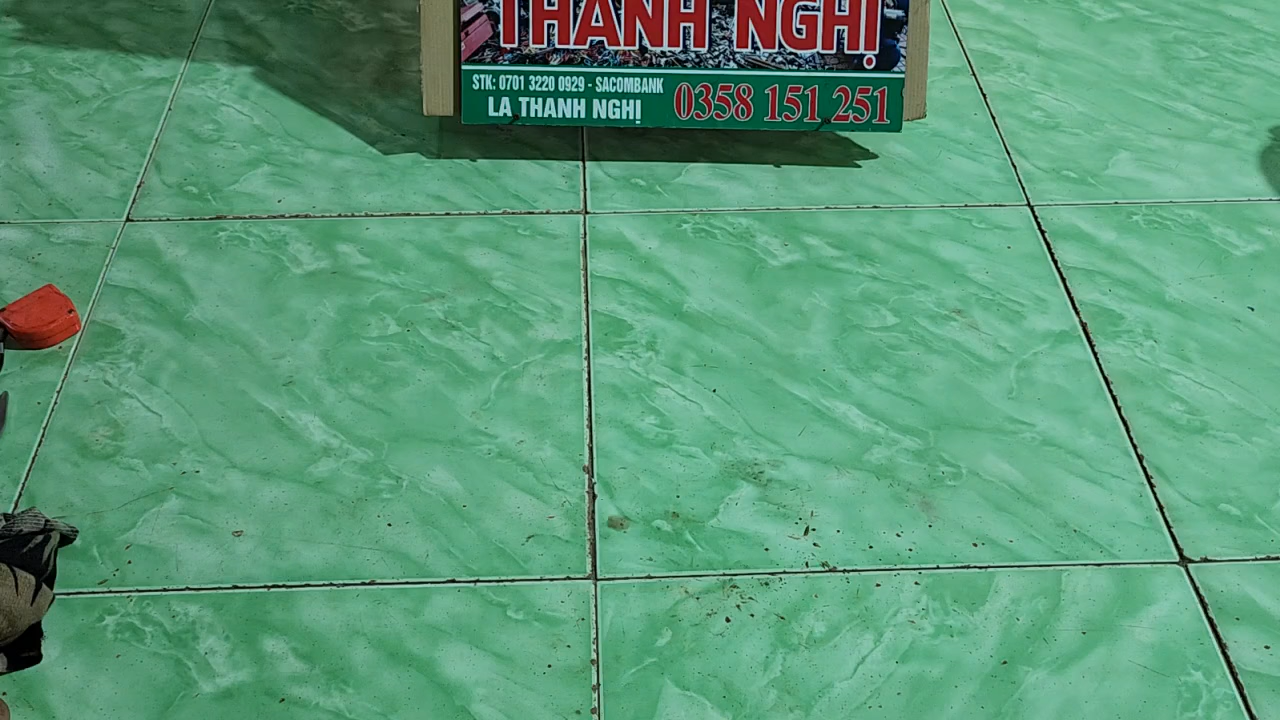 THANH NGHỊ
STK: 0701 3220 0929 - SACOMBANK
LA THANH NGHỊ
0358 151 251